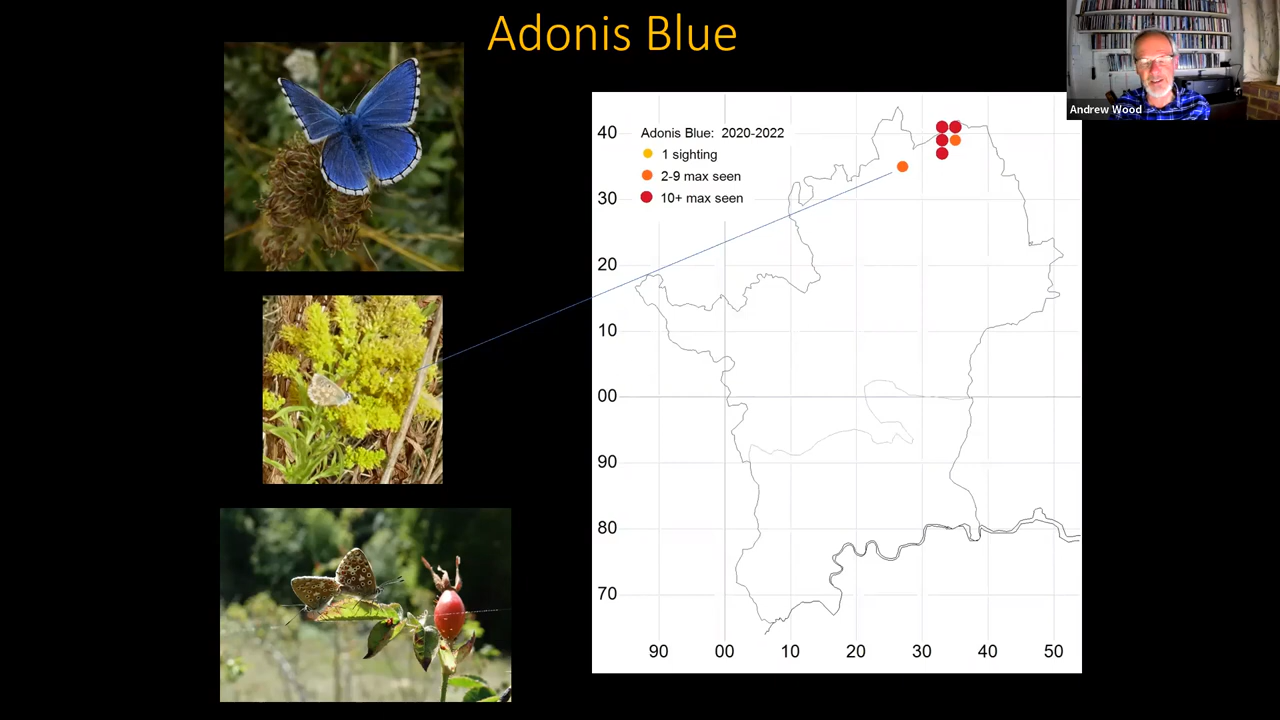 Adonis Blue
Andrew Wood
Adonis Blue: 2020-2022
1 sighting
2-9 max seen
10+ max seen
40
30
20
10
00
90
80
70
90 00 10 20 30 40 50